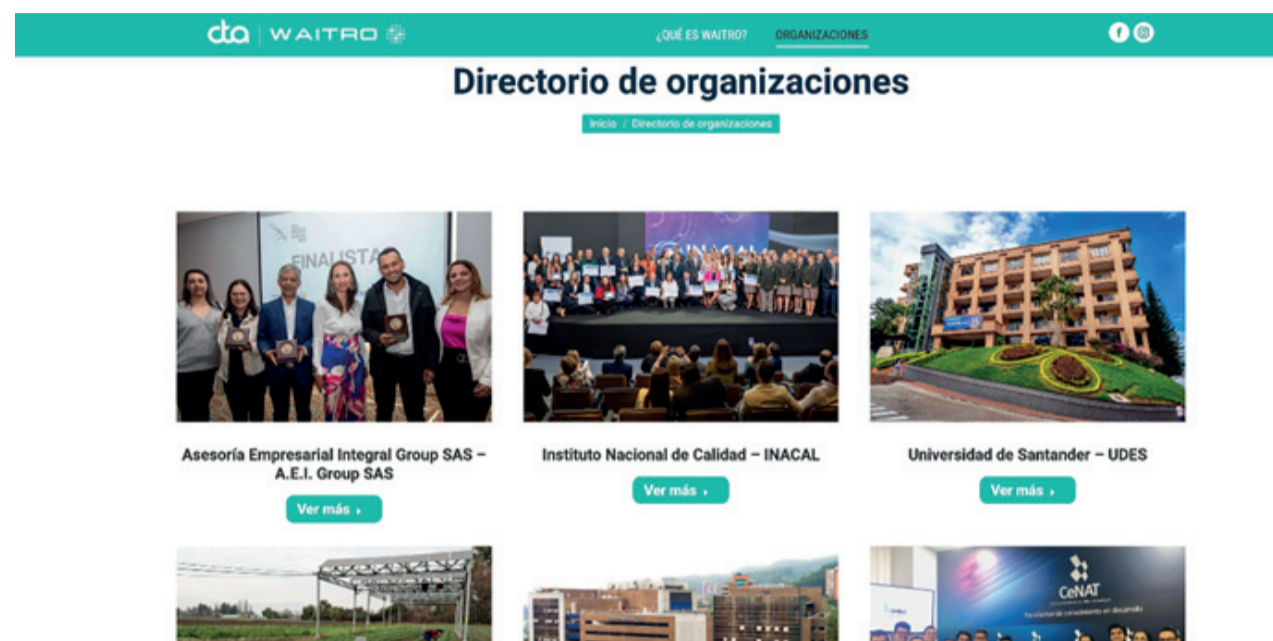 cta | WAITRO
¿QUÉ ES WAITRO?
ORGANIZACIONES
Directorio de organizaciones
Inicio / Directorio de organizaciones
FINALISTA
INACAL
Asesoría Empresarial Integral Group SAS –
A.E.I. Group SAS
Ver más
Instituto Nacional de Calidad – INACAL
Ver más
Universidad de Santander – UDES
Ver más
CeNAT